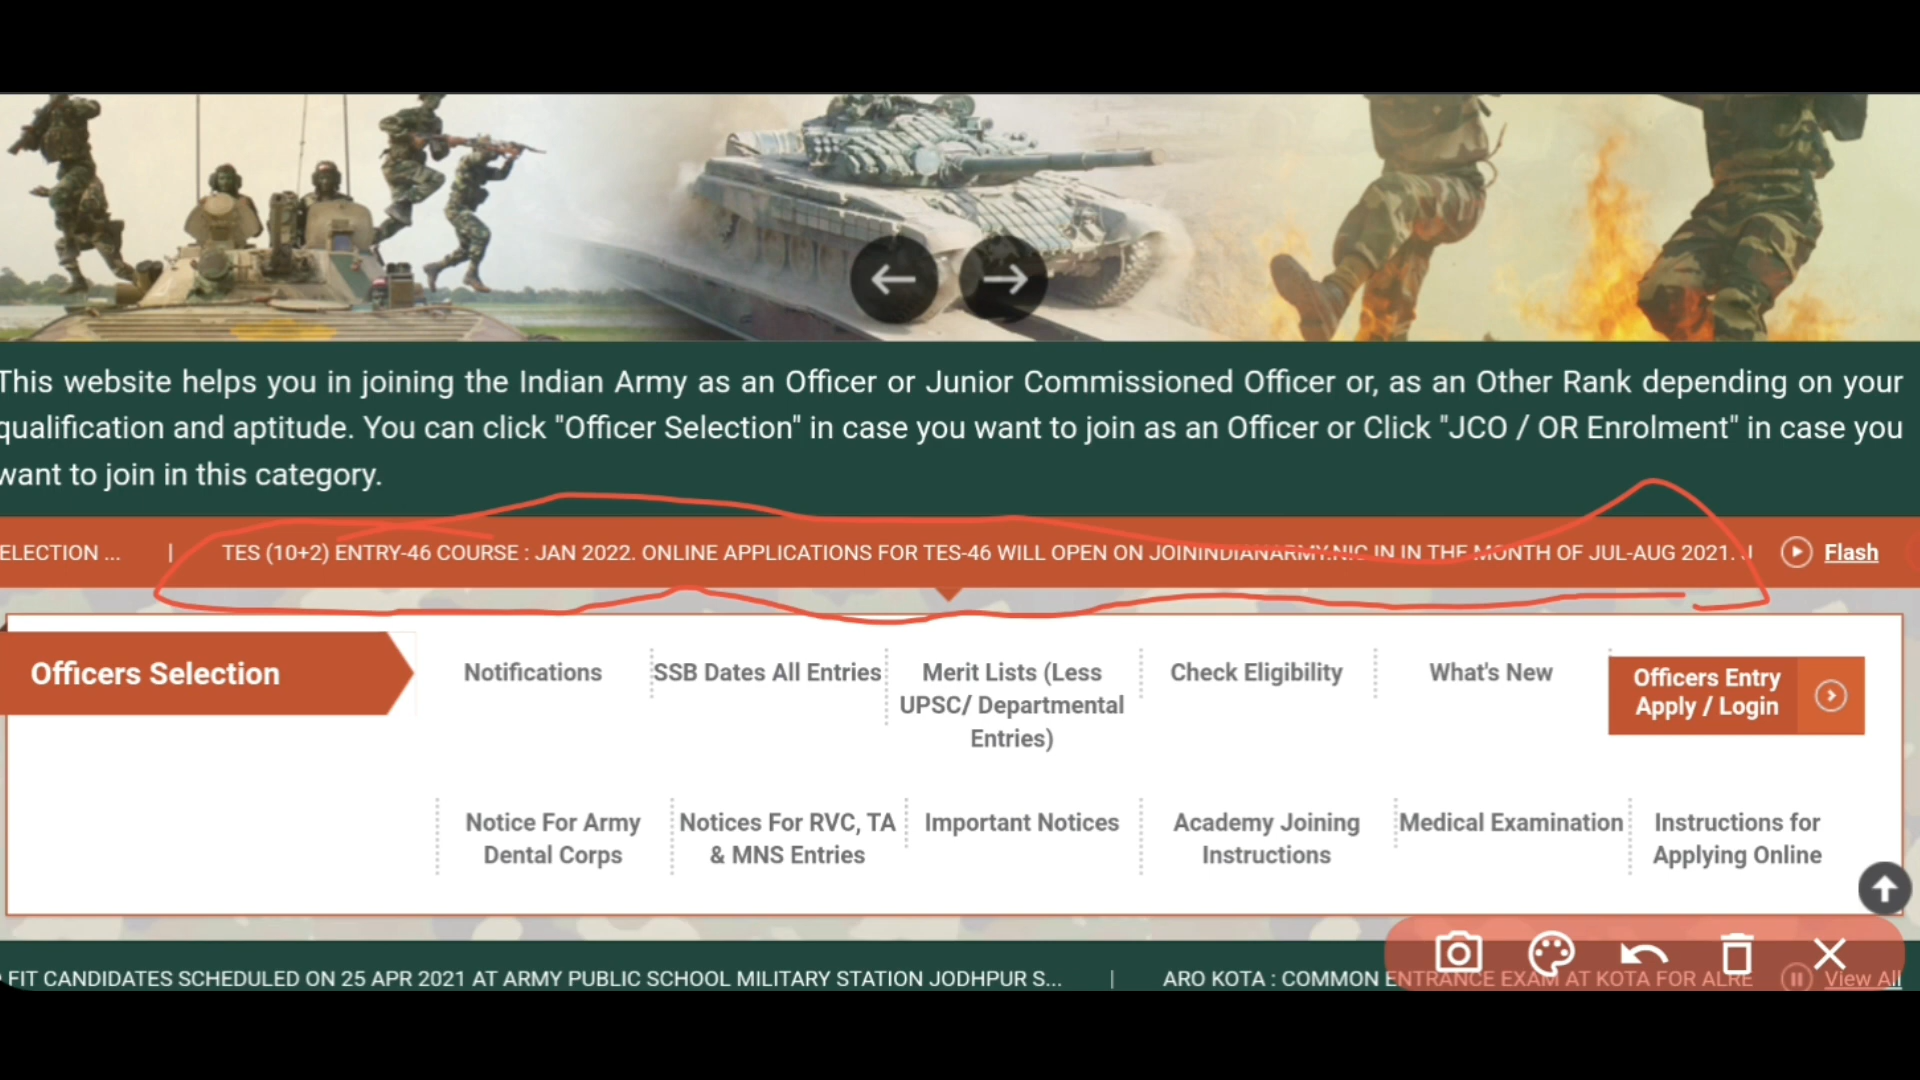 This website helps you in joining the Indian Army as an Officer or Junior Commissioned Officer or, as an Other Rank depending on your
qualification and aptitude. You can click "Officer Selection" in case you want to join as an Officer or Click "JCO / OR Enrolment" in case you
want to join in this category.
ELECTION ... | TES (10+2) ENTRY-46 COURSE : JAN 2022. ONLINE APPLICATIONS FOR TES-46 WILL OPEN ON JOININDIANARMY.NIC IN IN THE MONTH OF JUL-AUG 2021. Flash
Officers Selection
Notifications
SSB Dates All Entries
Merit Lists (Less
UPSC/ Departmental
Entries)
Check Eligibility
What's New
Officers Entry
Apply / Login
Notice For Army
Dental Corps
Notices For RVC, TA
& MNS Entries
Important Notices
Academy Joining
Instructions
Medical Examination
Instructions for
Applying Online
FIT CANDIDATES SCHEDULED ON 25 APR 2021 AT ARMY PUBLIC SCHOOL MILITARY STATION JODHPUR S... | ARO KOTA : COMMON ENTRANCE EXAM AT KOTA FOR ALRE View All